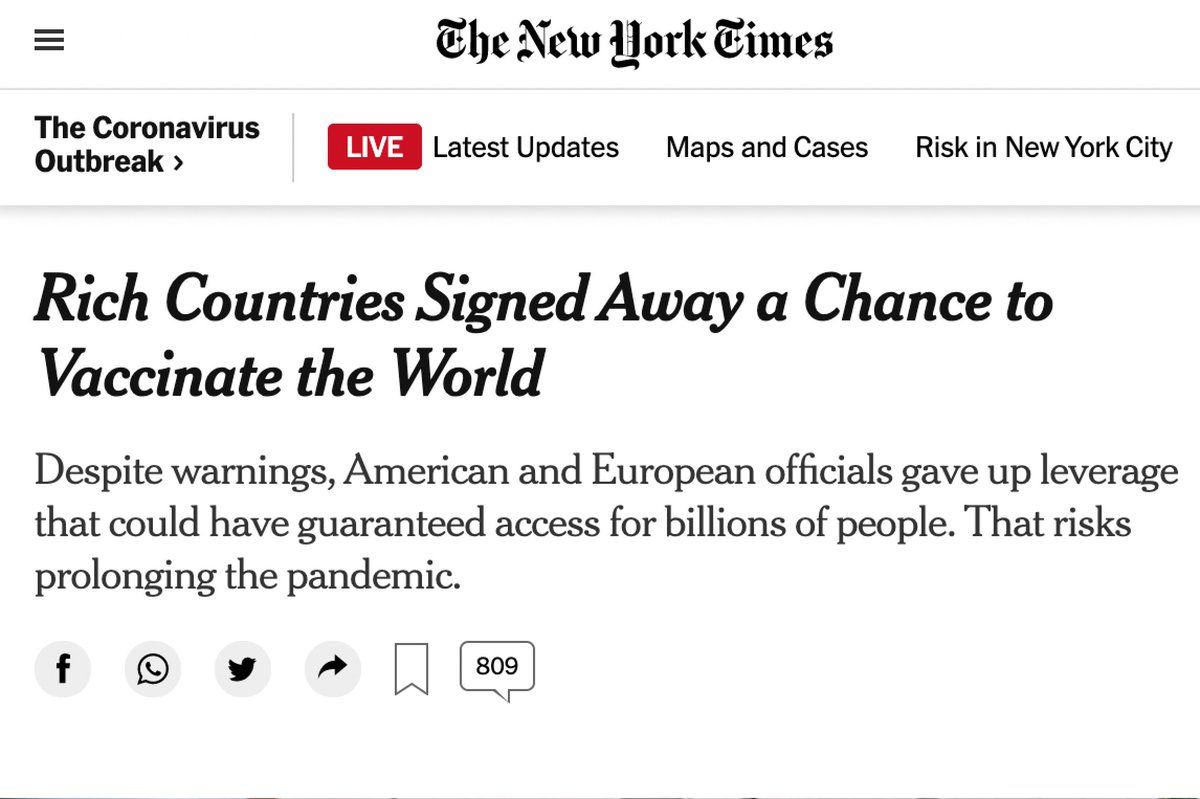 The New York Times
The Coronavirus
Outbreak >
LIVE Latest Updates Maps and Cases Risk in New York City
Rich Countries Signed Away a Chance to
Vaccinate the World
Despite warnings, American and European officials gave up leverage
that could have guaranteed access for billions of people. That risks
prolonging the pandemic.
809